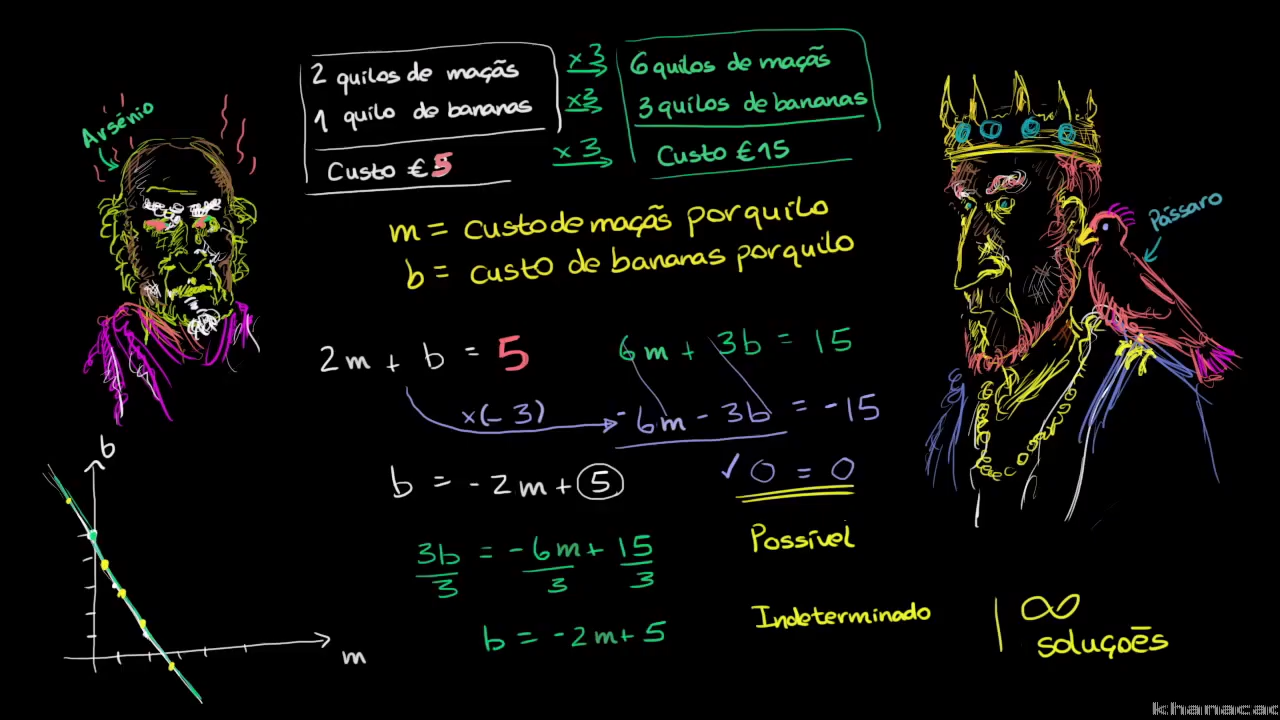 Arsénio
2 quilos de maçãs
1 quilo de bananas
Custo €5
×3
×3
×3
6 quilos de maçãs
3 quilos de bananas
Custo €15
Pássaro
m = custo de maçãs por quilo
b = custo de bananas por quilo
2m + b = 5
6m + 3b = 15
×(-3)
-6m - 3b = -15
✓ 0 = 0
b = -2m + 5
3b/3 = -6m/3 + 15/3
b = -2m + 5
Possível
Indeterminado | ∞
soluções
b
m
khanacac